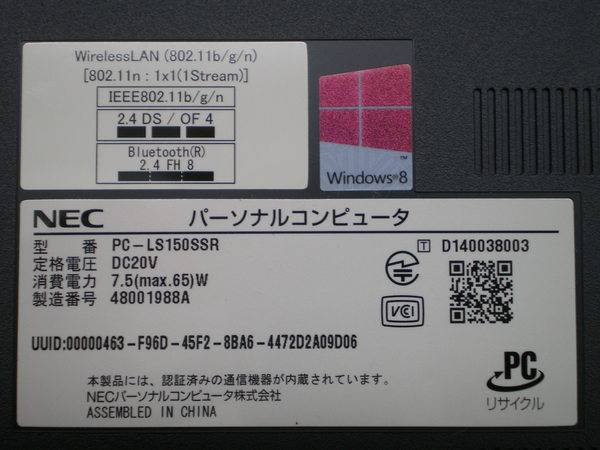 WirelessLAN (802.11b/g/n)
[802.11n : 1x1(1Stream)]
IEEE802.11b/g/n
2.4 DS / OF 4
Bluetooth(R)
2.4 FH 8
Windows®8
™
NEC パーソナルコンピュータ
型 番 PC-LS150SSR
定格電圧 DC20V
消費電力 7.5(max.65)W
製造番号 48001988A
T D140038003
VCI
UUID:00000463-F96D-45F2-8BA6-4472D2A09D06
本製品には、認証済みの通信機器が内蔵されています。
NECパーソナルコンピュータ株式会社
ASSEMBLED IN CHINA
PC
リサイクル